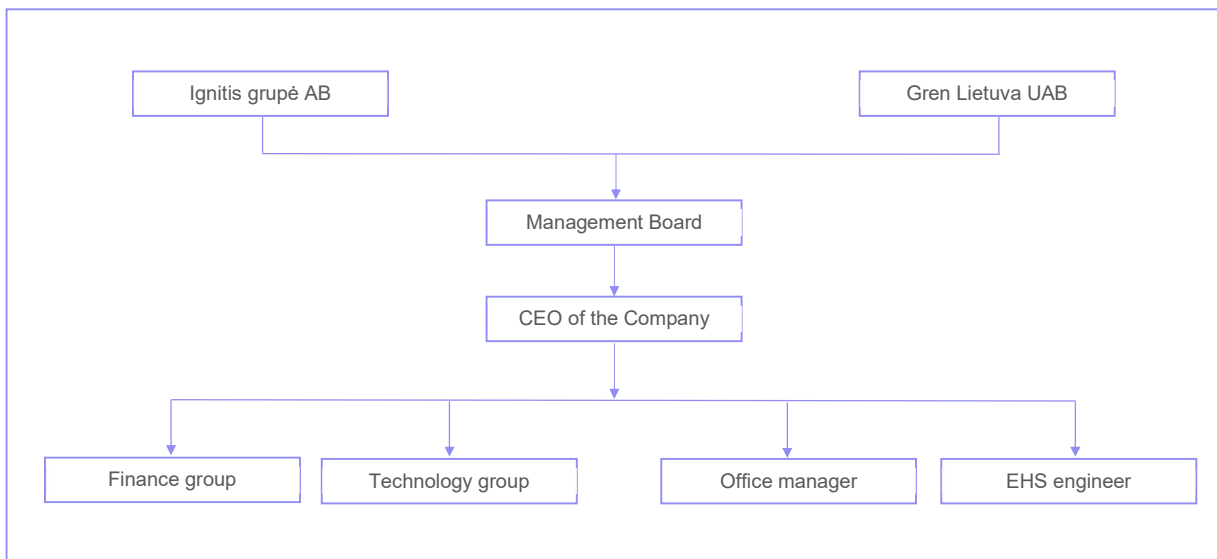 Ignitis grupė AB
Gren Lietuva UAB
Management Board
CEO of the Company
Finance group
Technology group
Office manager
EHS engineer